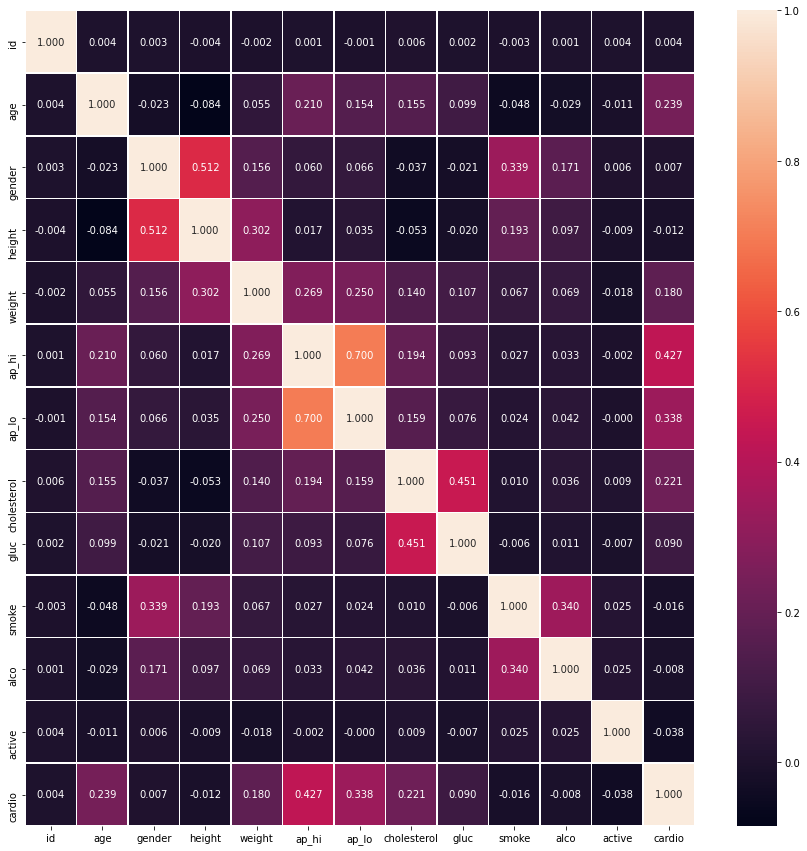 id 1.000 0.004 0.003 -0.004 -0.002 0.001 -0.001 0.006 0.002 -0.003 0.001 0.004 0.004
age 0.004 1.000 -0.023 -0.084 0.055 0.210 0.154 0.155 0.099 -0.048 -0.029 -0.011 0.239
gender 0.003 -0.023 1.000 0.512 0.156 0.060 0.066 -0.037 -0.021 0.339 0.171 0.006 0.007
height -0.004 -0.084 0.512 1.000 0.302 0.017 0.035 -0.053 -0.020 0.193 0.097 -0.009 -0.012
weight -0.002 0.055 0.156 0.302 1.000 0.269 0.250 0.140 0.107 0.067 0.069 -0.018 0.180
ap_hi 0.001 0.210 0.060 0.017 0.269 1.000 0.700 0.194 0.093 0.027 0.033 -0.002 0.427
ap_lo -0.001 0.154 0.066 0.035 0.250 0.700 1.000 0.159 0.076 0.024 0.042 -0.000 0.338
cholesterol 0.006 0.155 -0.037 -0.053 0.140 0.194 0.159 1.000 0.451 0.010 0.036 0.009 0.221
gluc 0.002 0.099 -0.021 -0.020 0.107 0.093 0.076 0.451 1.000 -0.006 0.011 -0.007 0.090
smoke -0.003 -0.048 0.339 0.193 0.067 0.027 0.024 0.010 -0.006 1.000 0.340 0.025 -0.016
alco 0.001 -0.029 0.171 0.097 0.069 0.033 0.042 0.036 0.011 0.340 1.000 0.025 -0.008
active 0.004 -0.011 0.006 -0.009 -0.018 -0.002 -0.000 0.009 -0.007 0.025 0.025 1.000 -0.038
cardio 0.004 0.239 0.007 -0.012 0.180 0.427 0.338 0.221 0.090 -0.016 -0.008 -0.038 1.000
id age gender height weight ap_hi ap_lo cholesterol gluc smoke alco active cardio
1.0
0.8
0.6
0.4
0.2
0.0